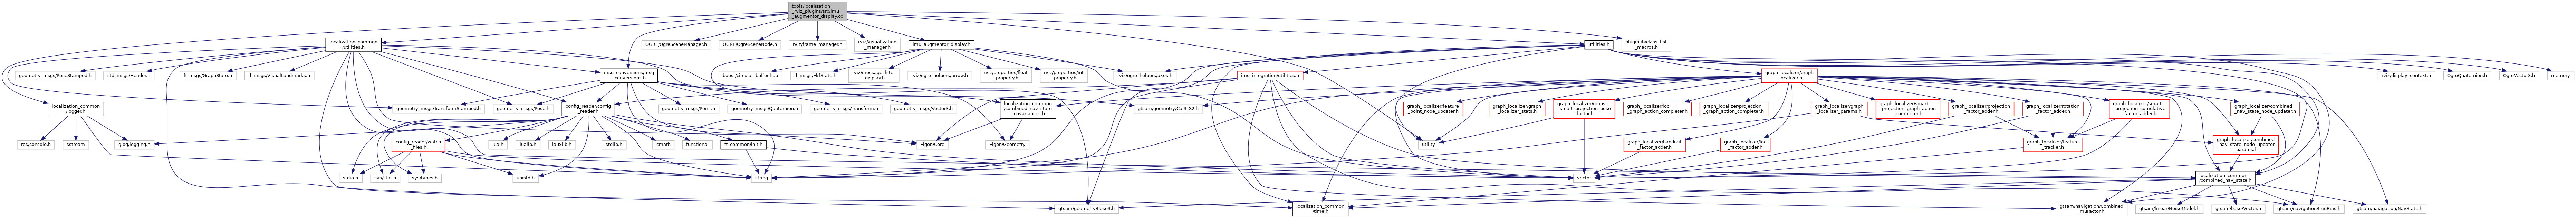 tools/localization
_rviz_plugins/src/imu
_augmentor_display.cc
localization_common
/utilities.h
OGRE/OgreSceneManager.h
OGRE/OgreSceneNode.h
rviz/frame_manager.h
rviz/visualization
_manager.h
imu_augmentor_display.h
utilities.h
pluginlib/class_list
_macros.h
geometry_msgs/PoseStamped.h
std_msgs/Header.h
ff_msgs/GraphState.h
ff_msgs/VisualLandmarks.h
msg_conversions/msg
_conversions.h
boost/circular_buffer.hpp
ff_msgs/EkfState.h
rviz/message_filter
_display.h
rviz/ogre_helpers/arrow.h
rviz/properties/float
_property.h
rviz/properties/int
_property.h
rviz/ogre_helpers/axes.h
imu_integration/utilities.h
graph_localizer/graph
_localizer.h
rviz/display_context.h
OgreQuaternion.h
OgreVector3.h
memory
localization_common
/logger.h
geometry_msgs/TransformStamped.h
geometry_msgs/Pose.h
config_reader/config
_reader.h
geometry_msgs/Point.h
geometry_msgs/Quaternion.h
geometry_msgs/Transform.h
geometry_msgs/Vector3.h
localization_common
/combined_nav_state
_covariances.h
gtsam/geometry/Cal3_S2.h
graph_localizer/feature
_point_node_updater.h
graph_localizer/graph
_localizer_stats.h
graph_localizer/robust
_smart_projection_pose
_factor.h
graph_localizer/loc
_graph_action_completer.h
graph_localizer/projection
_graph_action_completer.h
graph_localizer/graph
_localizer_params.h
graph_localizer/smart
_projection_graph_action
_completer.h
graph_localizer/projection
_factor_adder.h
graph_localizer/rotation
_factor_adder.h
graph_localizer/smart
_projection_cumulative
_factor_adder.h
graph_localizer/combined
_nav_state_node_updater.h
ros/console.h
sstream
glog/logging.h
config_reader/watch
_files.h
lua.h
lualib.h
lauxlib.h
stdlib.h
cmath
functional
ff_common/init.h
Eigen/Core
Eigen/Geometry
utility
graph_localizer/handrail
_factor_adder.h
graph_localizer/loc
_factor_adder.h
graph_localizer/feature
_tracker.h
graph_localizer/combined
_nav_state_node_updater
_params.h
stdio.h
sys/stat.h
sys/types.h
unistd.h
string
vector
localization_common
/combined_nav_state.h
gtsam/geometry/Pose3.h
localization_common
/time.h
gtsam/navigation/Combined
ImuFactor.h
gtsam/linear/NoiseModel.h
gtsam/base/Vector.h
gtsam/navigation/ImuBias.h
gtsam/navigation/NavState.h